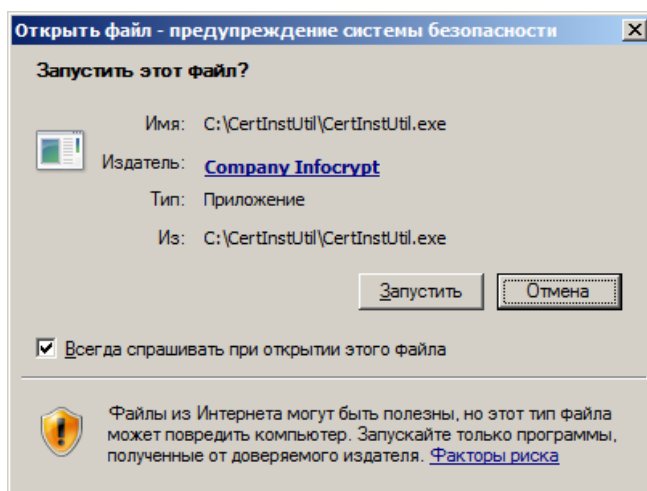 Открыть файл - предупреждение системы безопасности
Запустить этот файл?
Имя: C:\CertInstUtil\CertInstUtil.exe
Издатель: Company Infocrypt
Тип: Приложение
Из: C:\CertInstUtil\CertInstUtil.exe
Запустить Отмена
Всегда спрашивать при открытии этого файла
Файлы из Интернета могут быть полезны, но этот тип файла
может повредить компьютер. Запускайте только программы,
полученные от доверяемого издателя. Факторы риска